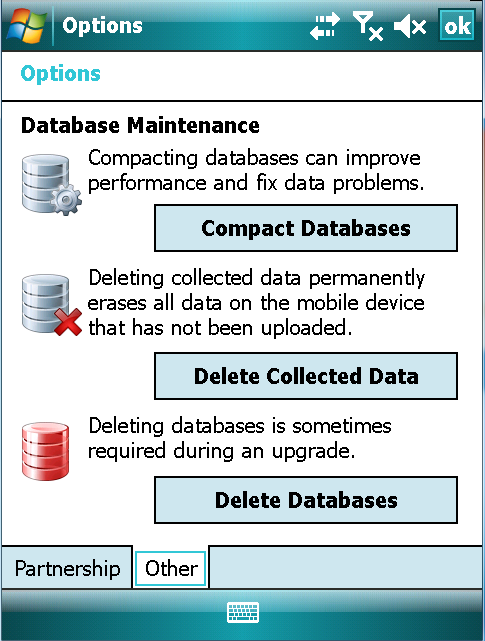 Options
ok
Options
Database Maintenance
Compacting databases can improve
performance and fix data problems.
Compact Databases
Deleting collected data permanently
erases all data on the mobile device
that has not been uploaded.
Delete Collected Data
Deleting databases is sometimes
required during an upgrade.
Delete Databases
Partnership Other